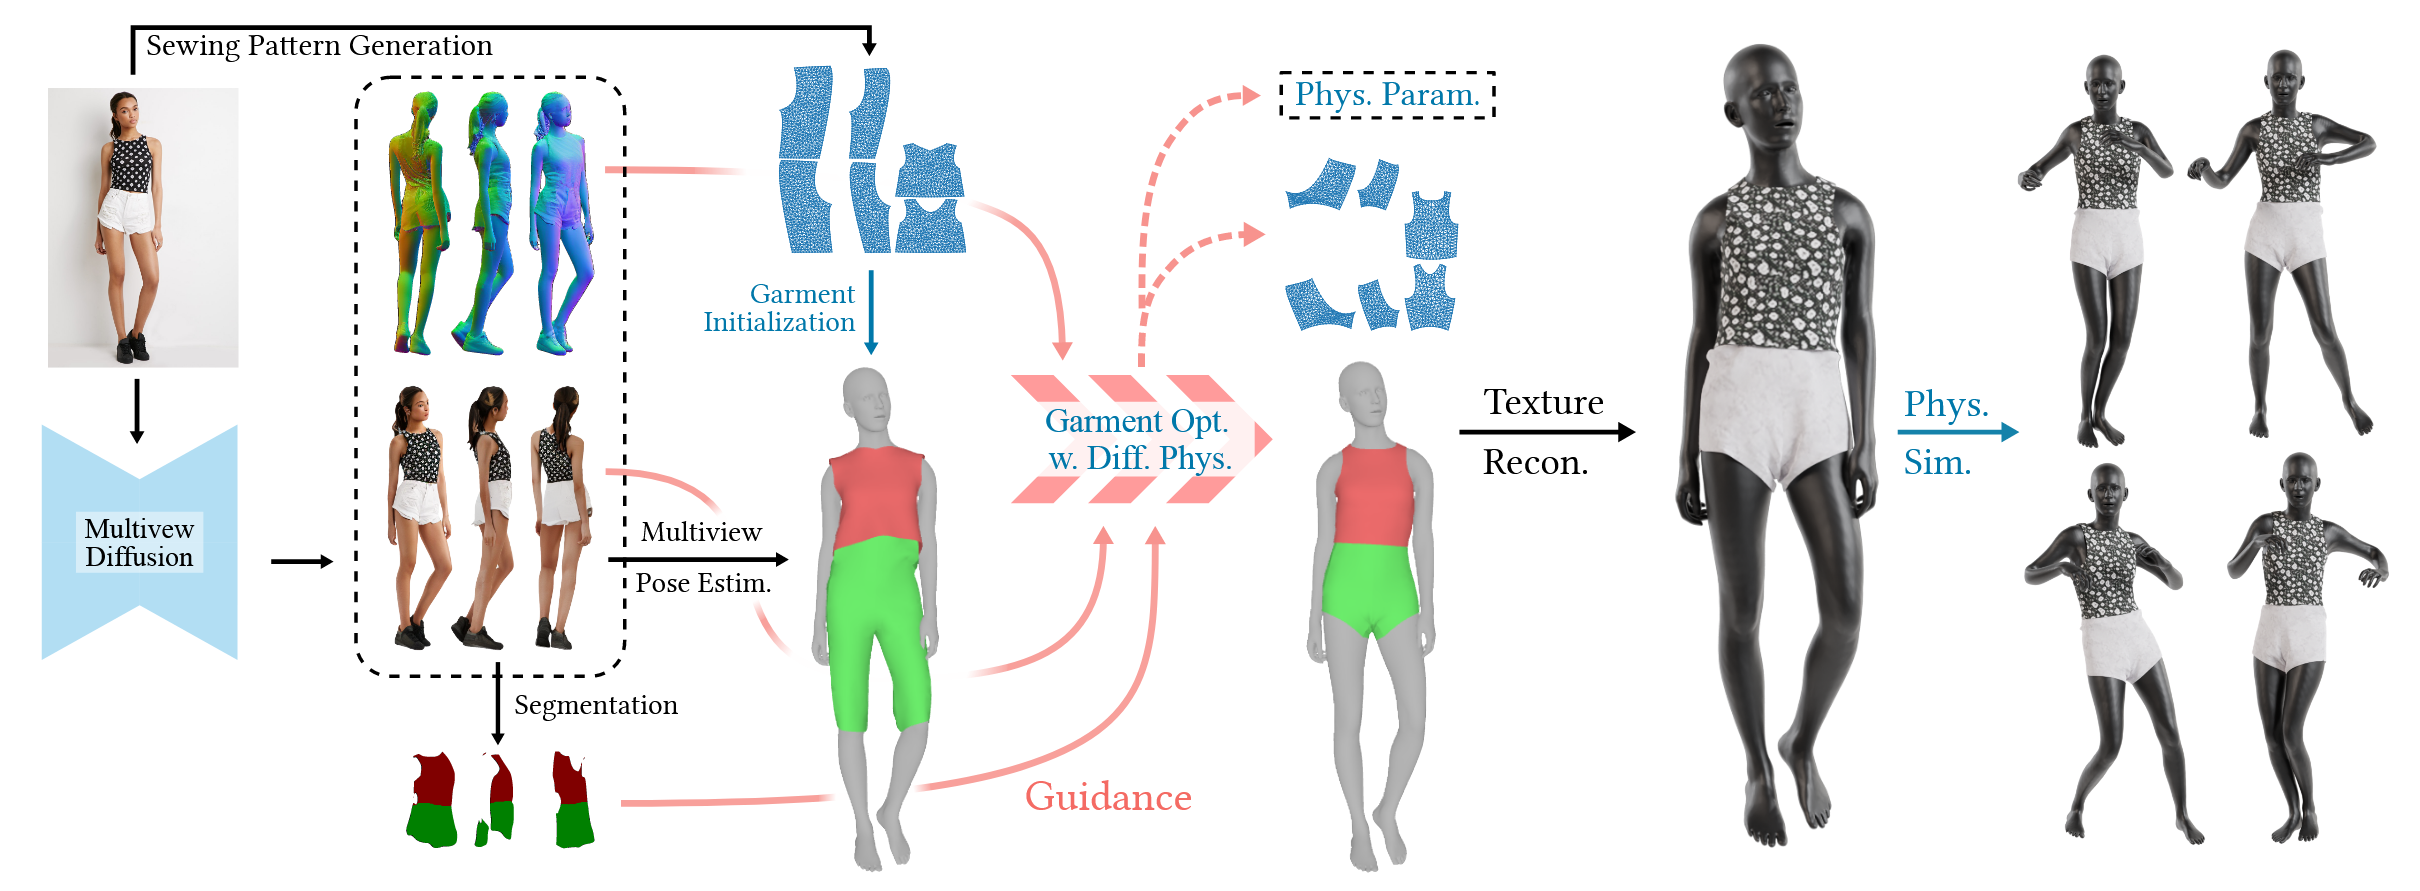 Sewing Pattern Generation
Multivew
Diffusion
Segmentation
Multiview
Pose Estim.
Garment
Initialization
Garment Opt.
w. Diff. Phys.
Guidance
Phys. Param.
Texture
Recon.
Phys.
Sim.